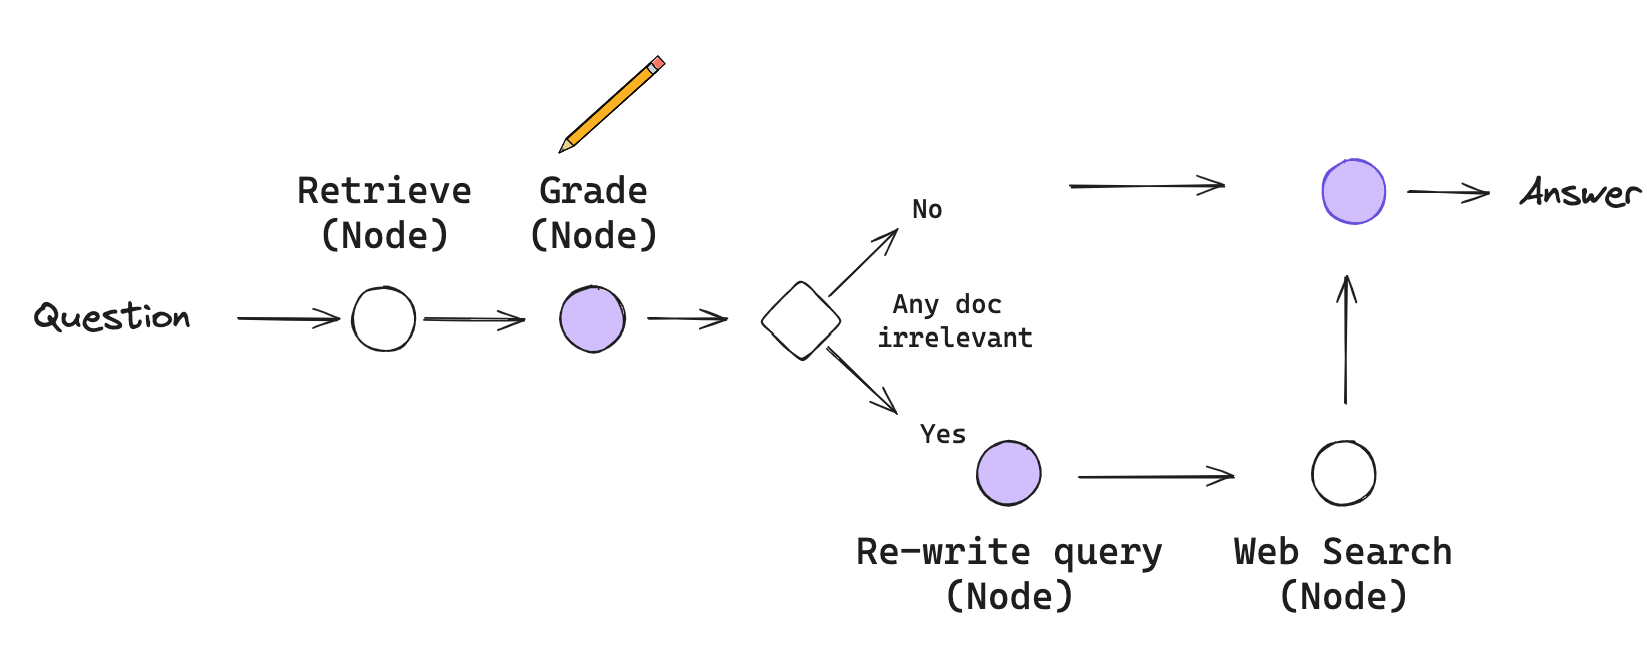 Retrieve
(Node)
Grade
(Node)
Question
No
Any doc
irrelevant
Yes
Answer
Re-write query
(Node)
Web Search
(Node)